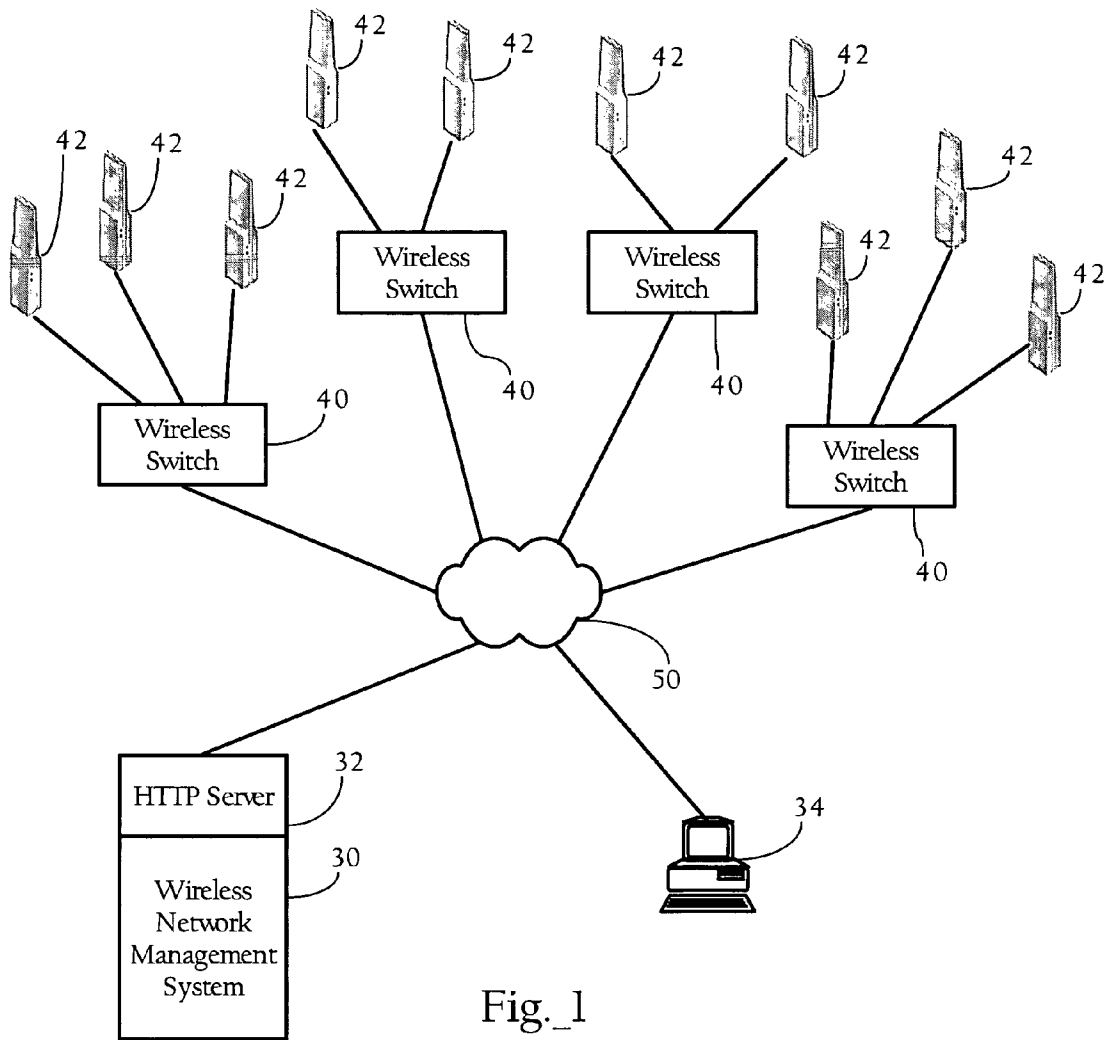 42
42
42
42
42
42
42
42
42
42
Wireless
Switch
40
Wireless
Switch
40
Wireless
Switch
40
Wireless
Switch
40
50
HTTP Server
32
Wireless
Network
Management
System
30
34
Fig._1